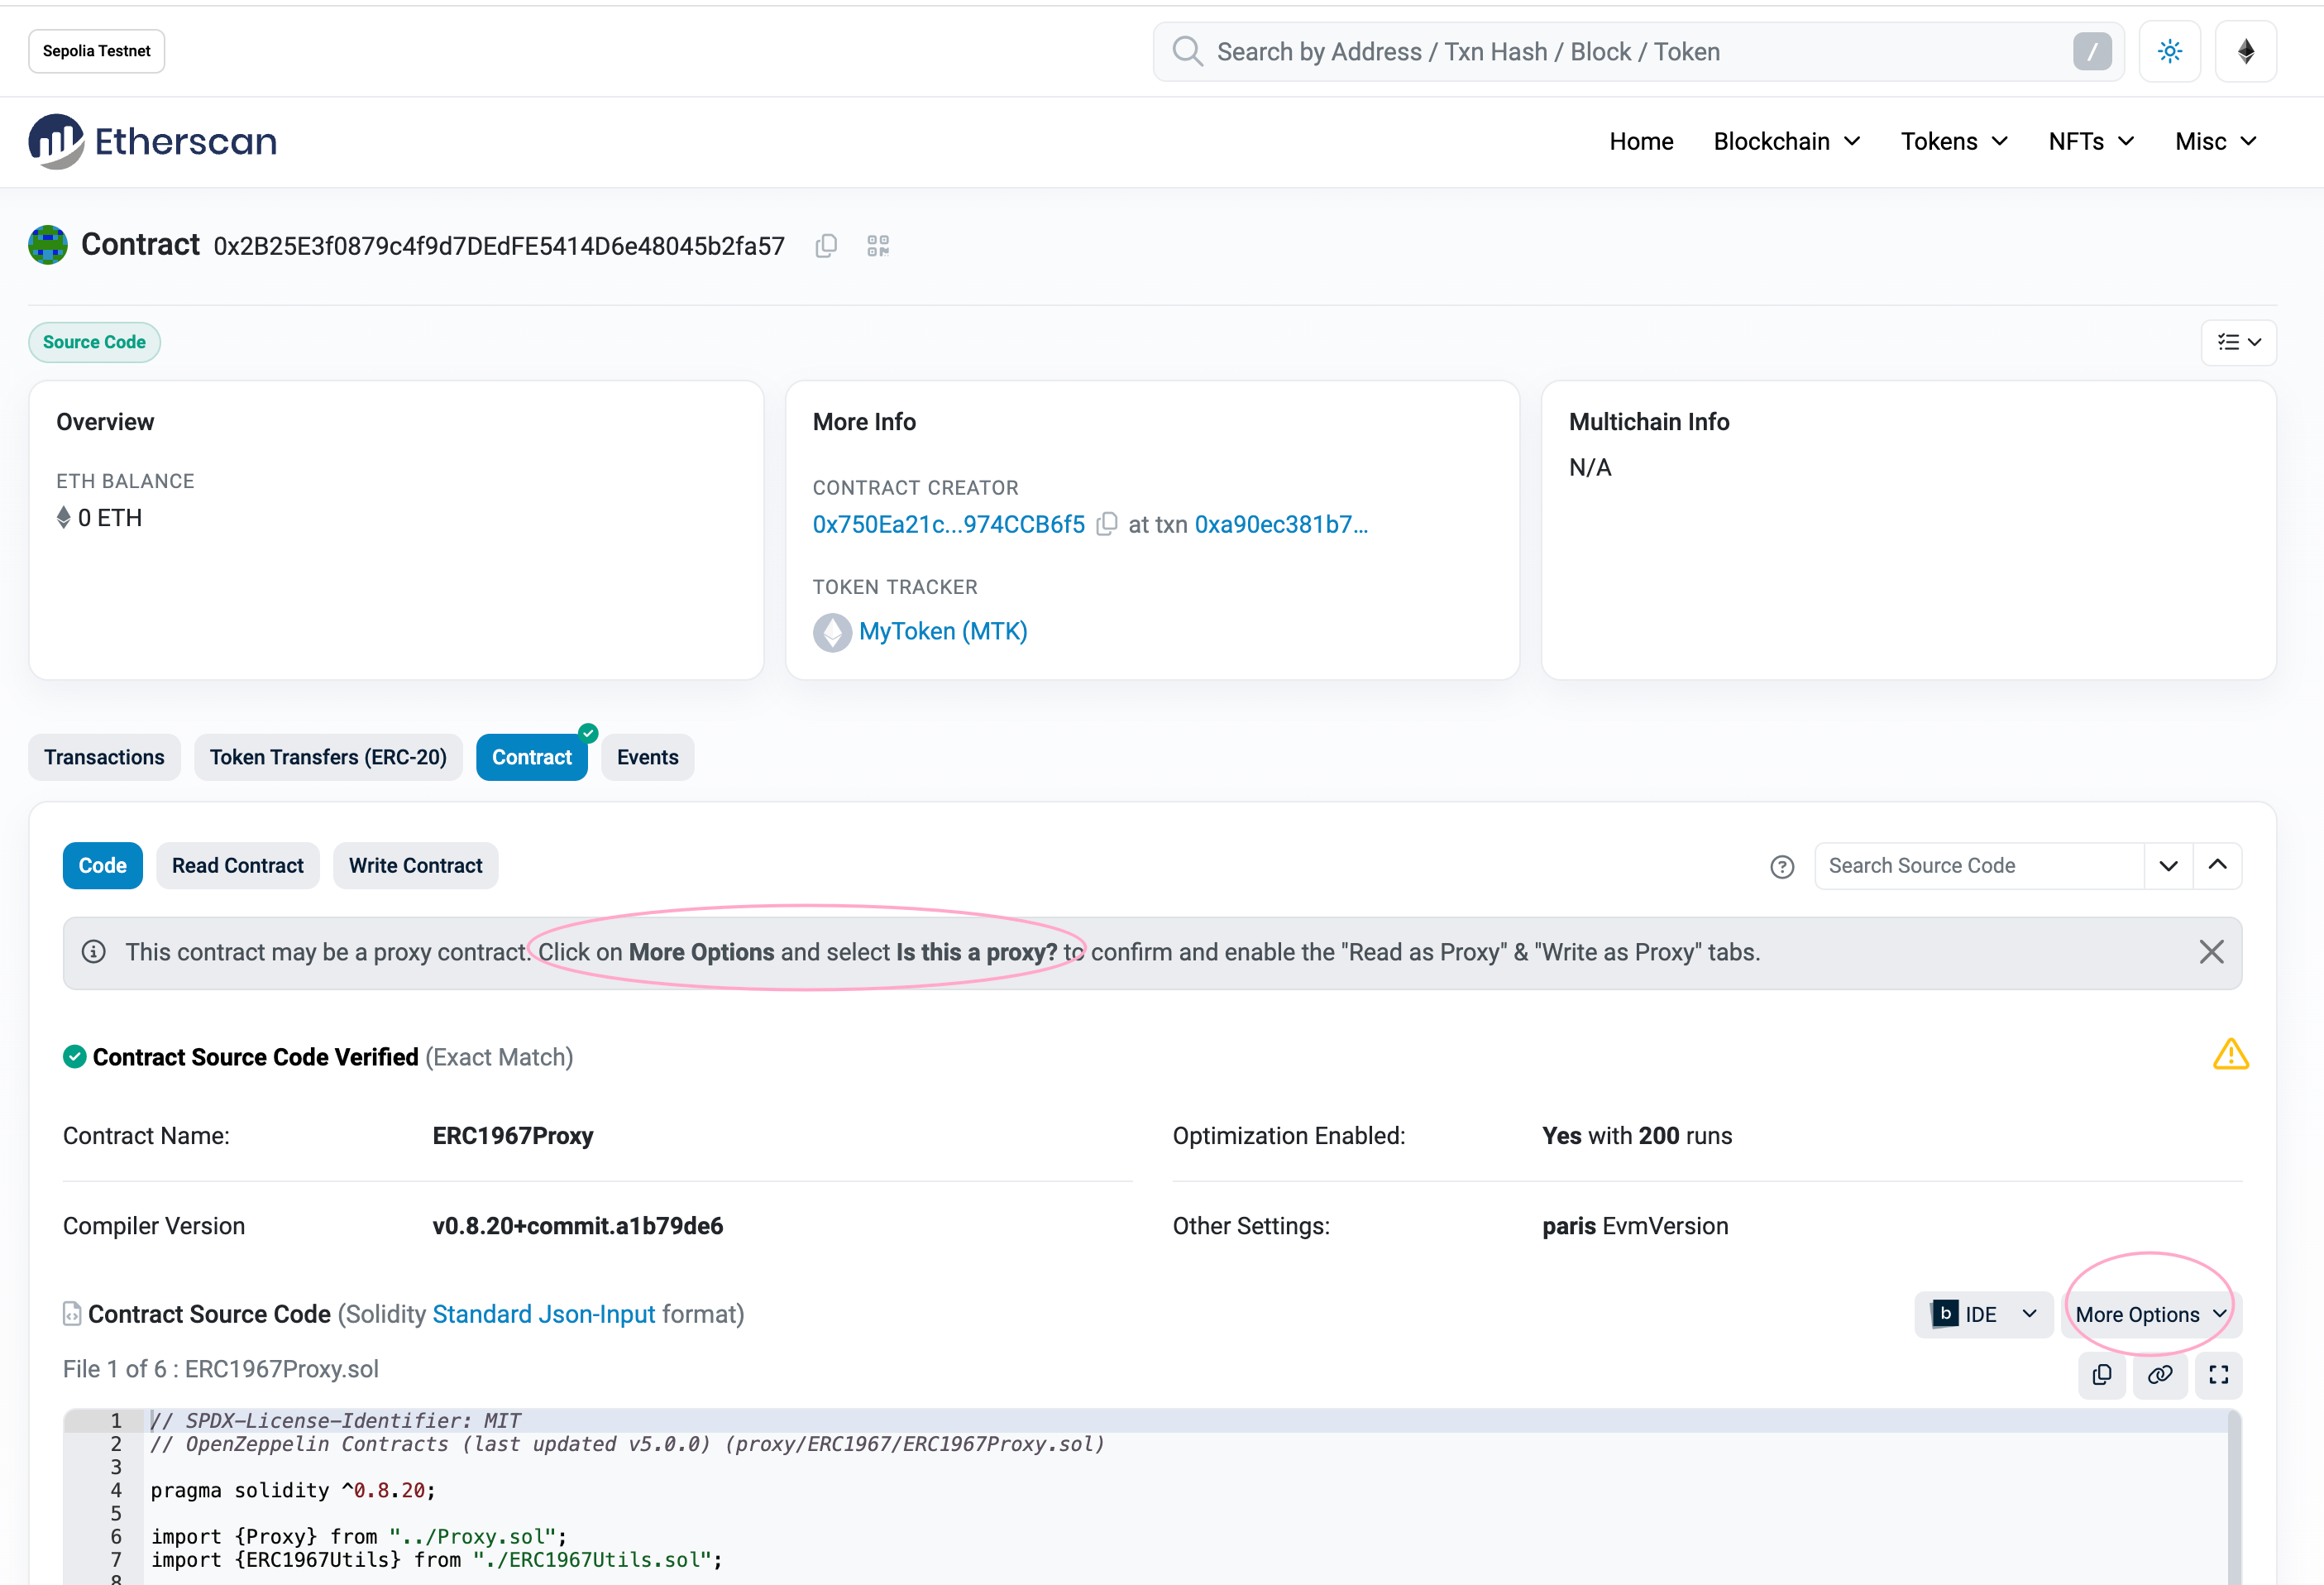 Sepolia Testnet
Search by Address / Txn Hash / Block / Token
/
Etherscan
Home
Blockchain
Tokens
NFTs
Misc
Contract 0x2B25E3f0879c4f9d7DEdFE5414D6e48045b2fa57
Source Code
Overview
ETH BALANCE
0 ETH
More Info
CONTRACT CREATOR
0x750Ea21c...974CCB6f5 at txn 0xa90ec381b7...
TOKEN TRACKER
MyToken (MTK)
Multichain Info
N/A
Transactions
Token Transfers (ERC-20)
Contract
Events
Code
Read Contract
Write Contract
Search Source Code
This contract may be a proxy contract. Click on More Options and select Is this a proxy? to confirm and enable the "Read as Proxy" & "Write as Proxy" tabs.
Contract Source Code Verified (Exact Match)
Contract Name:
ERC1967Proxy
Optimization Enabled:
Yes with 200 runs
Compiler Version
v0.8.20+commit.a1b79de6
Other Settings:
paris EvmVersion
Contract Source Code (Solidity Standard Json-Input format)
b IDE
More Options
File 1 of 6 : ERC1967Proxy.sol
1 // SPDX-License-Identifier: MIT
2 // OpenZeppelin Contracts (last updated v5.0.0) (proxy/ERC1967/ERC1967Proxy.sol)
3
4 pragma solidity ^0.8.20;
5
6 import {Proxy} from "../Proxy.sol";
7 import {ERC1967Utils} from "./ERC1967Utils.sol";
8